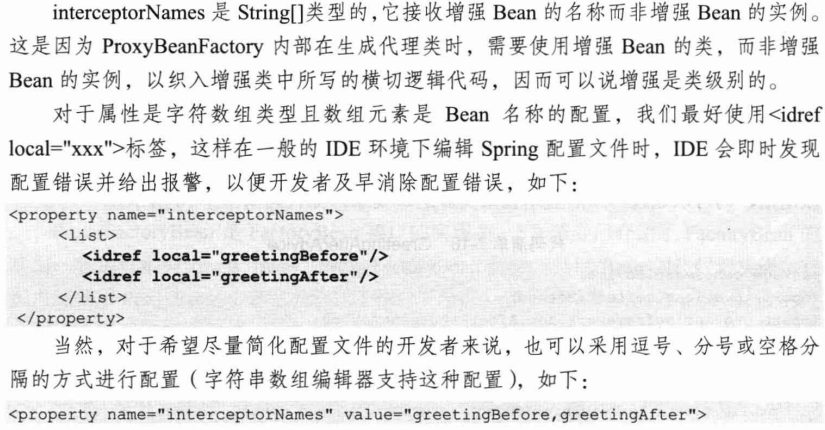 interceptorNames 是 String[]类型的,它接收增强 Bean 的名称而非增强 Bean 的实例。
这是因为 ProxyBeanFactory 内部在生成代理类时，需要使用增强 Bean 的类，而非增强
Bean 的实例，以织入增强类中所写的横切逻辑代码，因而可以说增强是类级别的。
对于属性是字符数组类型且数组元素是 Bean 名称的配置，我们最好使用<idref
local="xxx">标签，这样在一般的 IDE 环境下编辑 Spring 配置文件时，IDE 会即时发现
配置错误并给出报警，以便开发者及早消除配置错误，如下：
<property name="interceptorNames">
<list>
<idref local="greetingBefore"/>
<idref local="greetingAfter"/>
</list>
</property>
当然，对于希望尽量简化配置文件的开发者来说，也可以采用逗号、分号或空格分
隔的方式进行配置（字符串数组编辑器支持这种配置），如下：
<property name="interceptorNames" value="greetingBefore,greetingAfter">